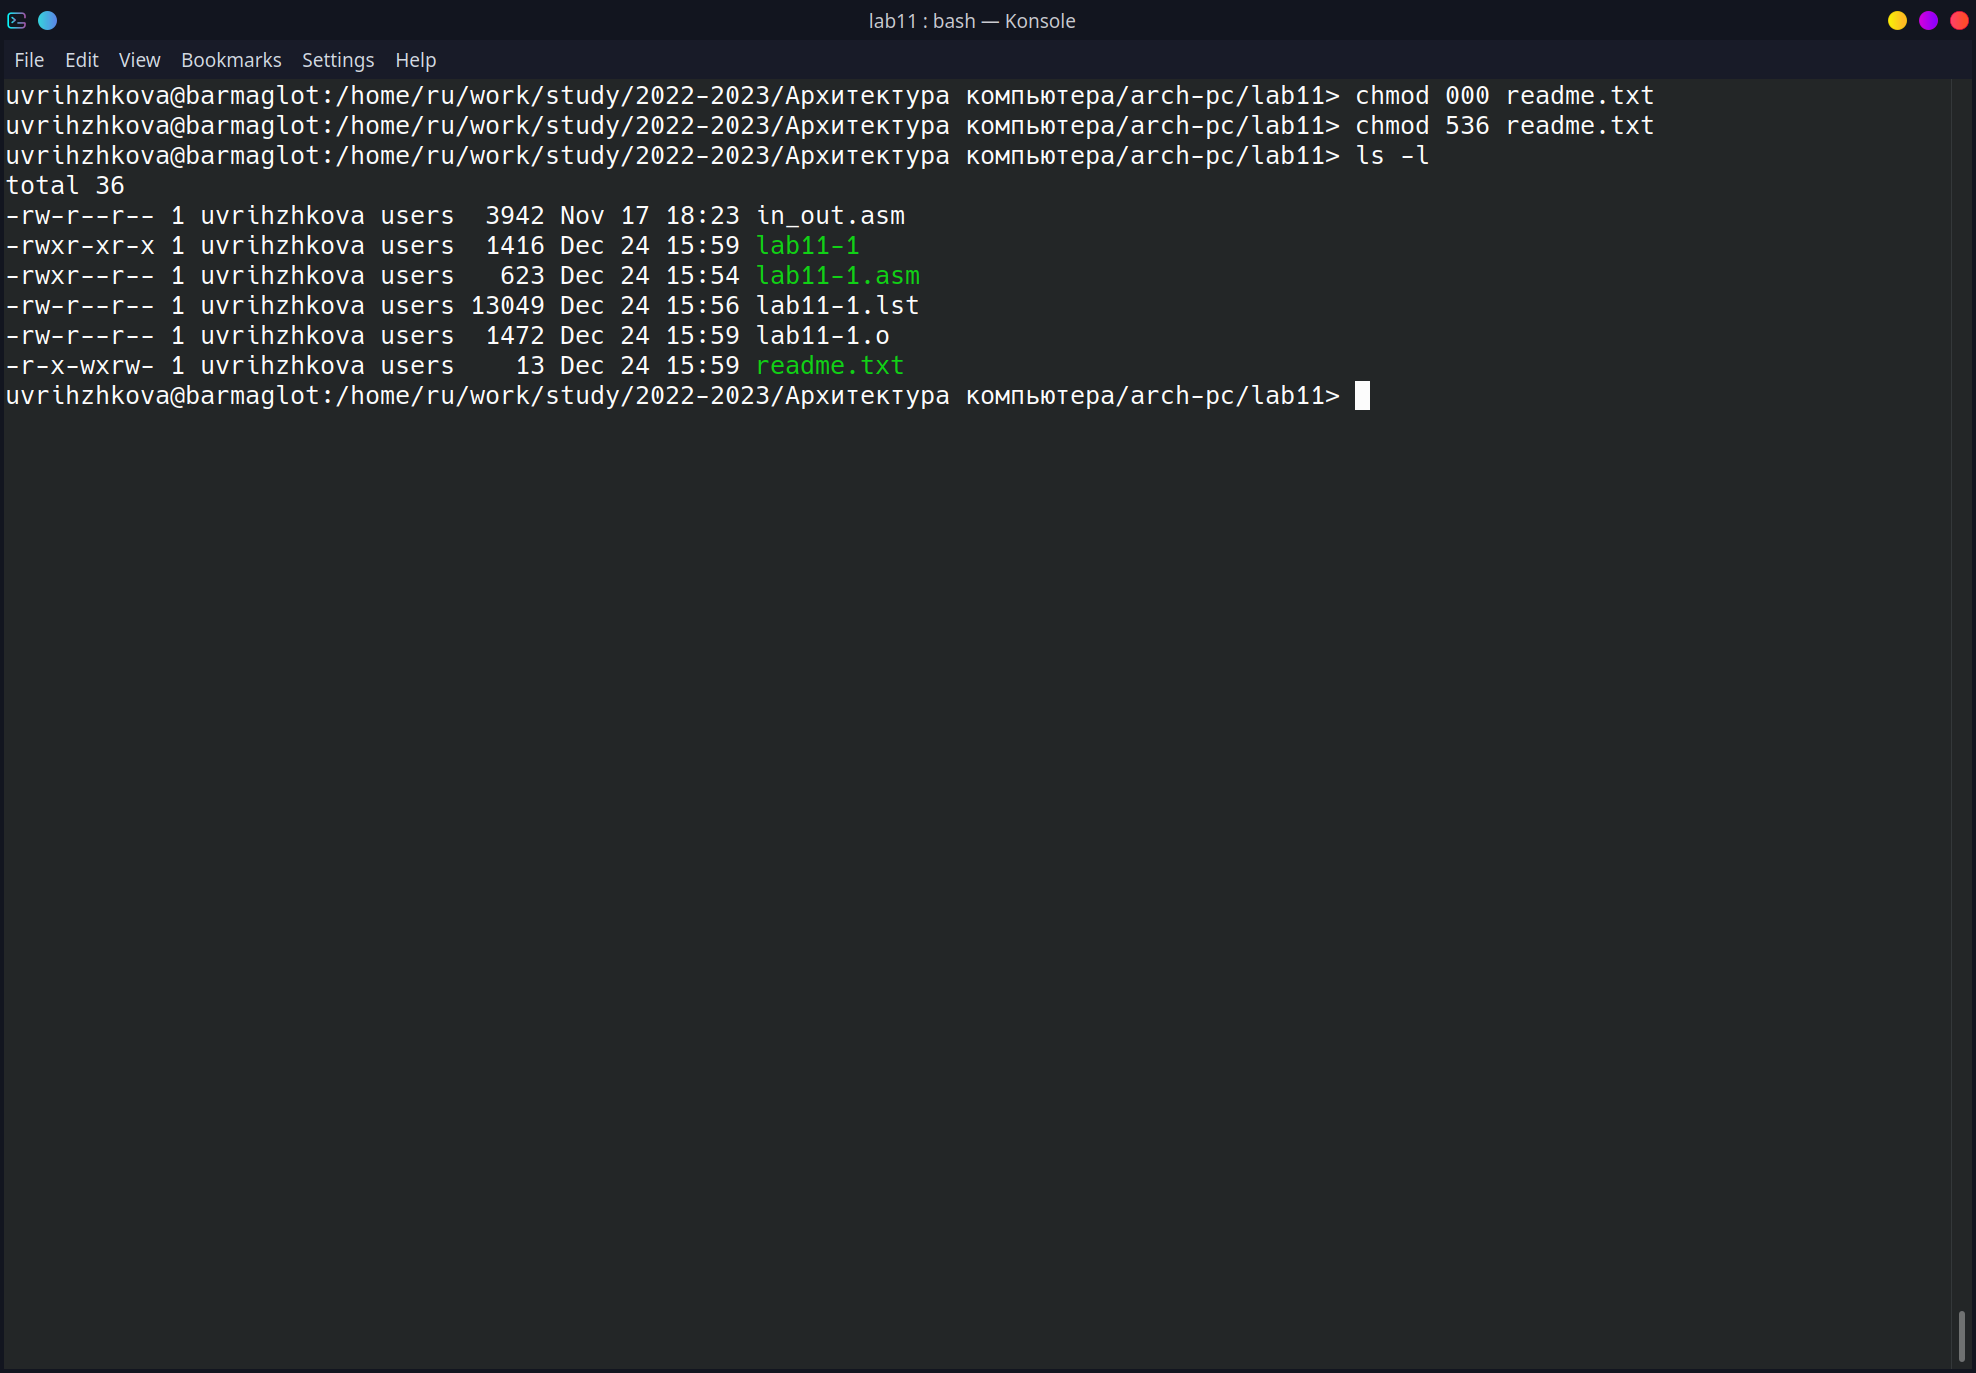 lab11 : bash — Konsole
File Edit View Bookmarks Settings Help
uvrihzhkova@barmaglot:/home/ru/work/study/2022-2023/Архитектура компьютера/arch-pc/lab11> chmod 000 readme.txt
uvrihzhkova@barmaglot:/home/ru/work/study/2022-2023/Архитектура компьютера/arch-pc/lab11> chmod 536 readme.txt
uvrihzhkova@barmaglot:/home/ru/work/study/2022-2023/Архитектура компьютера/arch-pc/lab11> ls -l
total 36
-rw-r--r-- 1 uvrihzhkova users  3942 Nov 17 18:23 in_out.asm
-rwxr-xr-x 1 uvrihzhkova users  1416 Dec 24 15:59 lab11-1
-rwxr--r-- 1 uvrihzhkova users   623 Dec 24 15:54 lab11-1.asm
-rw-r--r-- 1 uvrihzhkova users 13049 Dec 24 15:56 lab11-1.lst
-rw-r--r-- 1 uvrihzhkova users  1472 Dec 24 15:59 lab11-1.o
-r-x-wxrw- 1 uvrihzhkova users    13 Dec 24 15:59 readme.txt
uvrihzhkova@barmaglot:/home/ru/work/study/2022-2023/Архитектура компьютера/arch-pc/lab11>